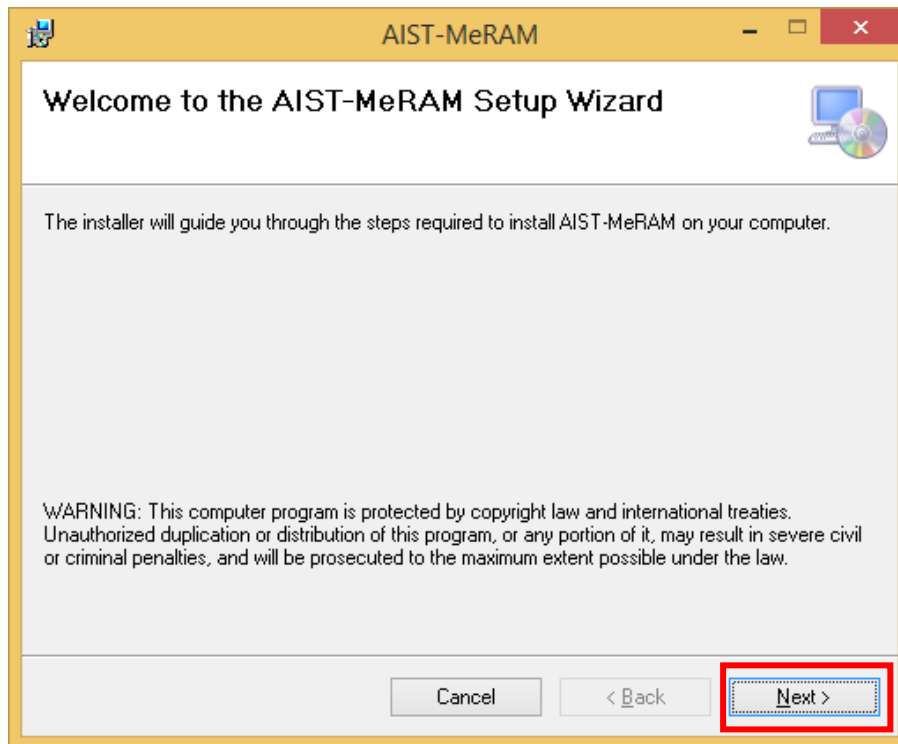 AIST-MeRAM
Welcome to the AIST-MeRAM Setup Wizard
The installer will guide you through the steps required to install AIST-MeRAM on your computer.
WARNING: This computer program is protected by copyright law and international treaties.
Unauthorized duplication or distribution of this program, or any portion of it, may result in severe civil
or criminal penalties, and will be prosecuted to the maximum extent possible under the law.
Cancel
< Back
Next >